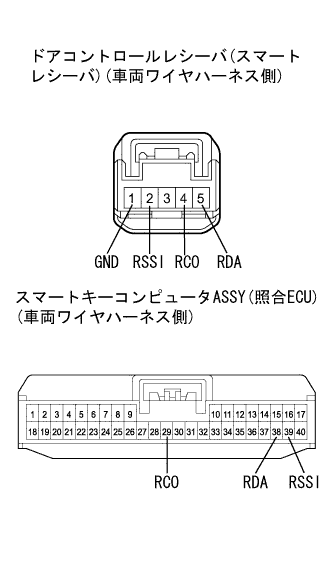 ドアコントロールレシーバ(スマート
レシーバ)(車両ワイヤハーネス側)
1 2 3 4 5
GND RSSI RCO RDA
スマートキーコンピュータASSY(照合ECU)
(車両ワイヤハーネス側)
1 2 3 4 5 6 7 8 9 10 11 12 13 14 15 16 17
18 19 20 21 22 23 24 25 26 27 28 29 30 31 32 33 34 35 36 37 38 39 40
RCO RDA RSSI